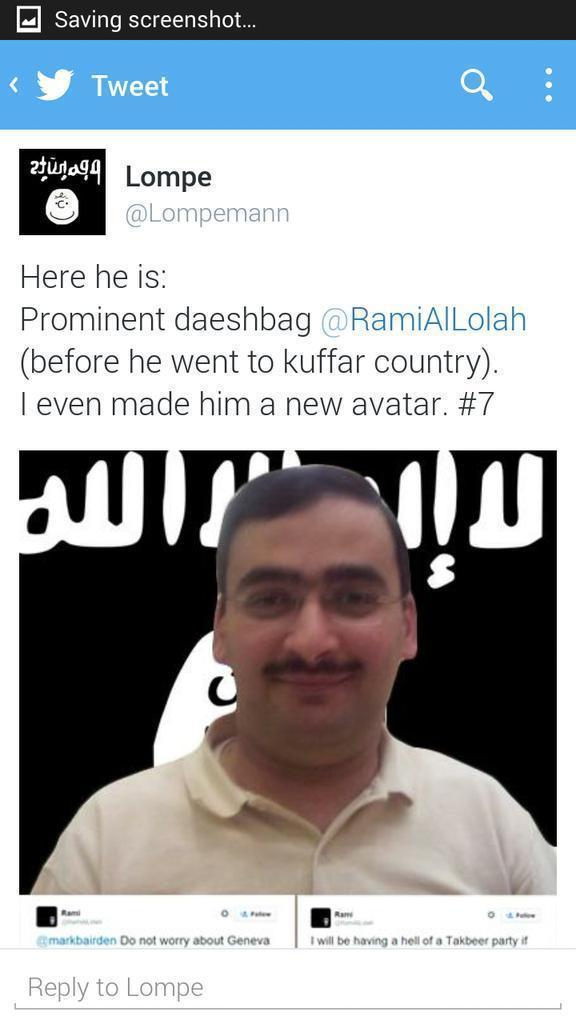 Saving screenshot...
Tweet
Lompe
@Lompemann
Here he is:
Prominent daeshbag @RamiAlLolah
(before he went to kuffar country).
I even made him a new avatar. #7
Rami
Follow
@markbairden Do not worry about Geneva
Rami
Follow
I will be having a hell of a Takbeer party if
Reply to Lompe